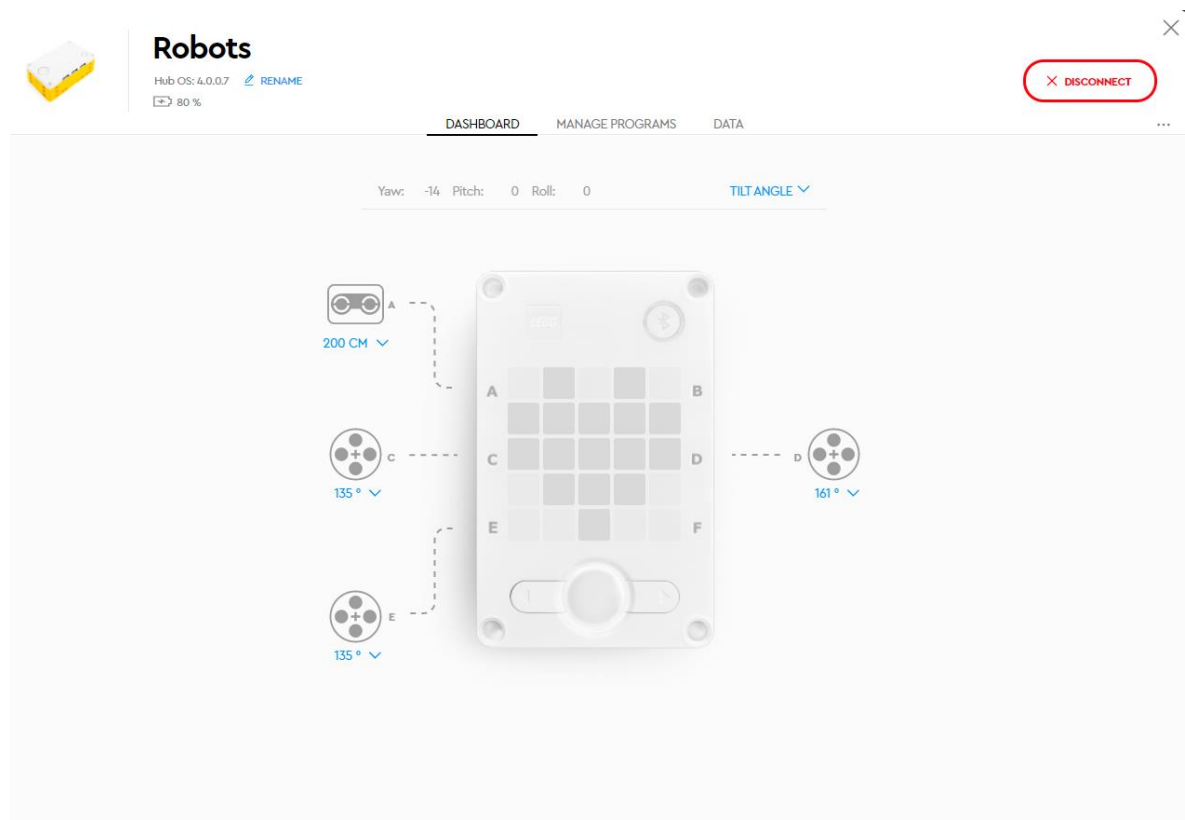 Robots
Hub OS: 4.0.0.7 RENAME
80 %
DISCONNECT
DASHBOARD MANAGE PROGRAMS DATA
...
Yaw: -14 Pitch: 0 Roll: 0 TILT ANGLE
A
200 CM
LEGO
A B
C C D D
135 ° 161 °
E F
E
135 °